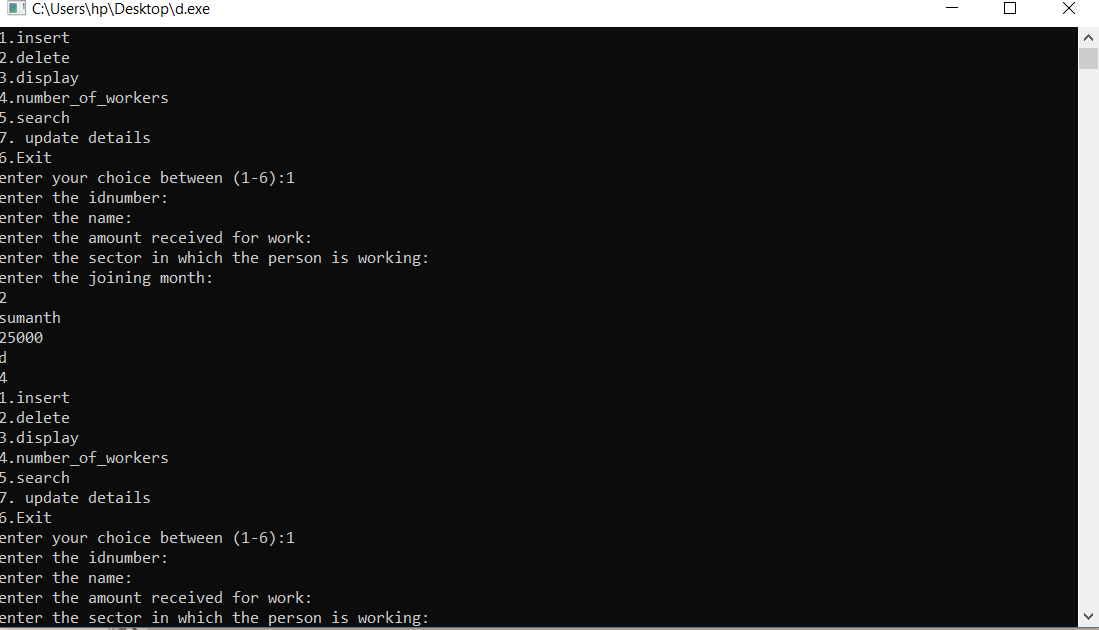 C:\Users\hp\Desktop\d.exe
1.insert
2.delete
3.display
4.number_of_workers
5.search
7. update details
6.Exit
enter your choice between (1-6):1
enter the idnumber:
enter the name:
enter the amount received for work:
enter the sector in which the person is working:
enter the joining month:
2
sumanth
25000
d
4
1.insert
2.delete
3.display
4.number_of_workers
5.search
7. update details
6.Exit
enter your choice between (1-6):1
enter the idnumber:
enter the name:
enter the amount received for work:
enter the sector in which the person is working: